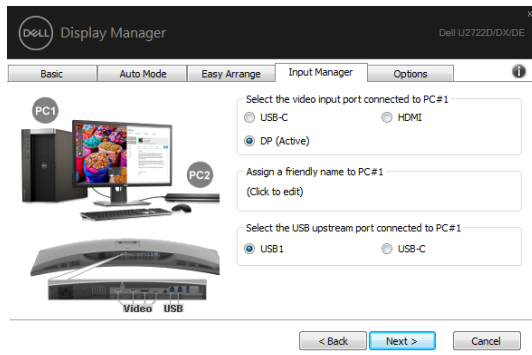 DELL Display Manager
Dell U2722D/DX/DE
Basic Auto Mode Easy Arrange Input Manager Options
Select the video input port connected to PC#1
USB-C HDMI
DP (Active)
Assign a friendly name to PC#1
(Click to edit)
Select the USB upstream port connected to PC#1
USB1 USB-C
PC1
PC2
Video USB
< Back Next > Cancel